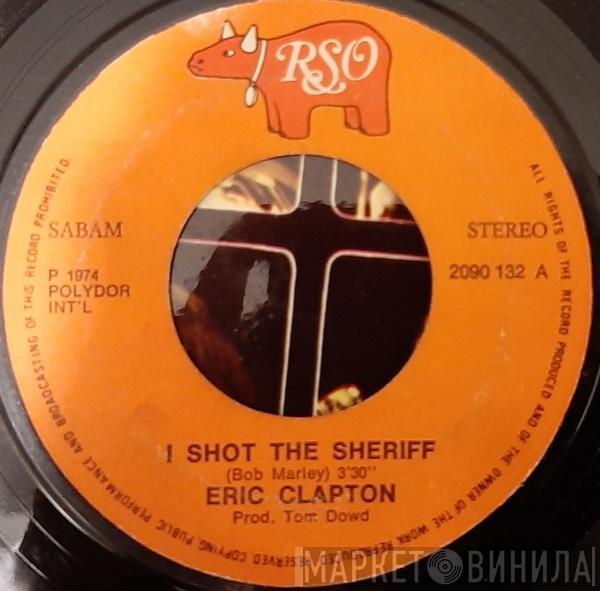 RSO
SABAM
STEREO
P 1974
POLYDOR
INT'L
2090 132 A
I SHOT THE SHERIFF
(Bob Marley) 3'30"
ERIC CLAPTON
Prod. Tom Dowd
ALL RIGHTS OF THE RECORD PRODUCED AND OF THE OWNER OF THE WORK REPRODUCED RESERVED COPYING, PUBLIC PERFORMANCE AND BROADCASTING OF THIS RECORD PROHIBITED.
МАРКЕТ ВИНИЛА